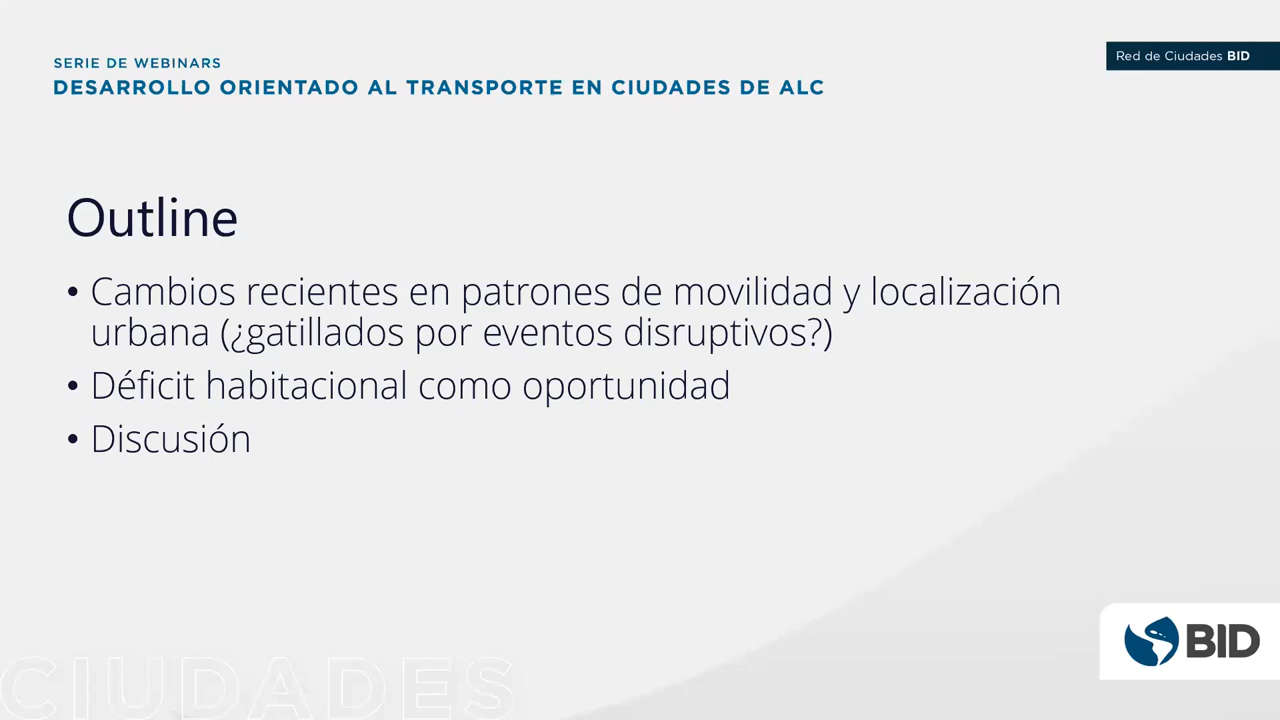 SERIE DE WEBINARS
DESARROLLO ORIENTADO AL TRANSPORTE EN CIUDADES DE ALC
Red de Ciudades BID
Outline
• Cambios recientes en patrones de movilidad y localización
urbana (¿gatillados por eventos disruptivos?)
• Déficit habitacional como oportunidad
• Discusión
CIUDADES
BID